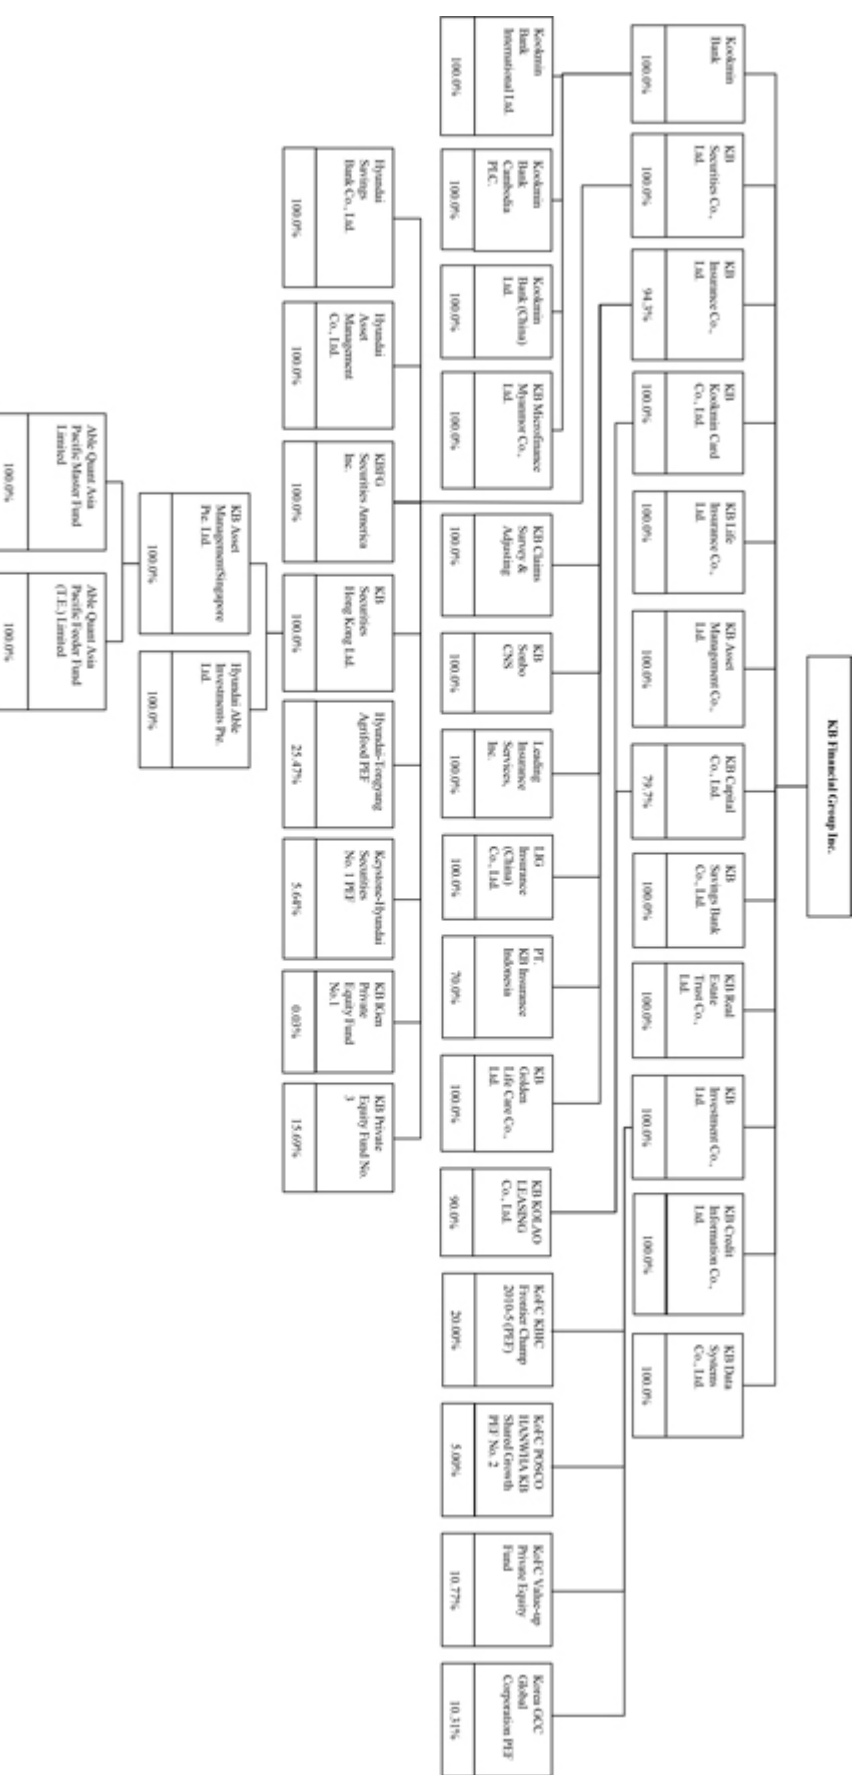 KB Financial Group Inc.
Kookmin
Bank
100.0%
KB
Securities Co.,
Ltd.
100.0%
KB
Insurance Co.,
Ltd.
94.3%
KB
Kookmin Card
Co., Ltd.
100.0%
KB Life
Insurance Co.,
Ltd.
100.0%
KB Asset
Management Co.,
Ltd.
100.0%
KB Capital
Co., Ltd.
79.7%
KB
Savings Bank
Co., Ltd.
100.0%
KB Real
Estate
Trust Co.,
Ltd.
100.0%
KB
Investment Co.,
Ltd.
100.0%
KB Credit
Information Co.,
Ltd.
100.0%
KB Data
Systems
Co., Ltd.
100.0%
Kookmin
Bank
International Ltd.
100.0%
Kookmin
Bank
Cambodia
PLC.
100.0%
Kookmin
Bank (China)
Ltd.
100.0%
KB Microfinance
Myanmor Co.,
Ltd.
100.0%
KB Claims
Survey &
Adjusting
100.0%
KB
Sonbo
CNS
100.0%
Leading
Insurance
Services,
Inc.
100.0%
LIG
Insurance
(China)
Co., Ltd.
100.0%
PT.
KB Insurance
Indonesia
70.0%
KB
Golden
Life Care Co.,
Ltd.
100.0%
KB KOLAO
LEASING
Co., Ltd.
90.0%
KoFC KBIC
Frontier Champ
2010-5 (PEF)
20.00%
KoFC POSCO
HANWHA KB
Shared Growth
PEF No. 2
5.00%
KoFC Value-up
Private Equity
Fund
10.77%
Korea GCC
Global
Corporation PEF
10.31%
Hyundai
Savings
Bank Co., Ltd.
100.0%
Hyundai
Asset
Management
Co., Ltd.
100.0%
KBFG
Securities America
Inc.
100.0%
KB
Securities
Hong Kong Ltd.
100.0%
Hyundai-Tongyang
Agrifood PEF
25.47%
Keystone-Hyundai
Securities
No. 1 PEF
5.64%
KB IGen
Private
Equity Fund
No.1
0.03%
KB Private
Equity Fund No.
3
15.69%
KB Asset
ManagementSingapore
Pte. Ltd.
100.0%
Hyundai Able
Investments Pte.
Ltd.
100.0%
Able Quant Asia
Pacific Master Fund
Limited
100.0%
Able Quant Asia
Pacific Feeder Fund
(T.E.) Limited
100.0%